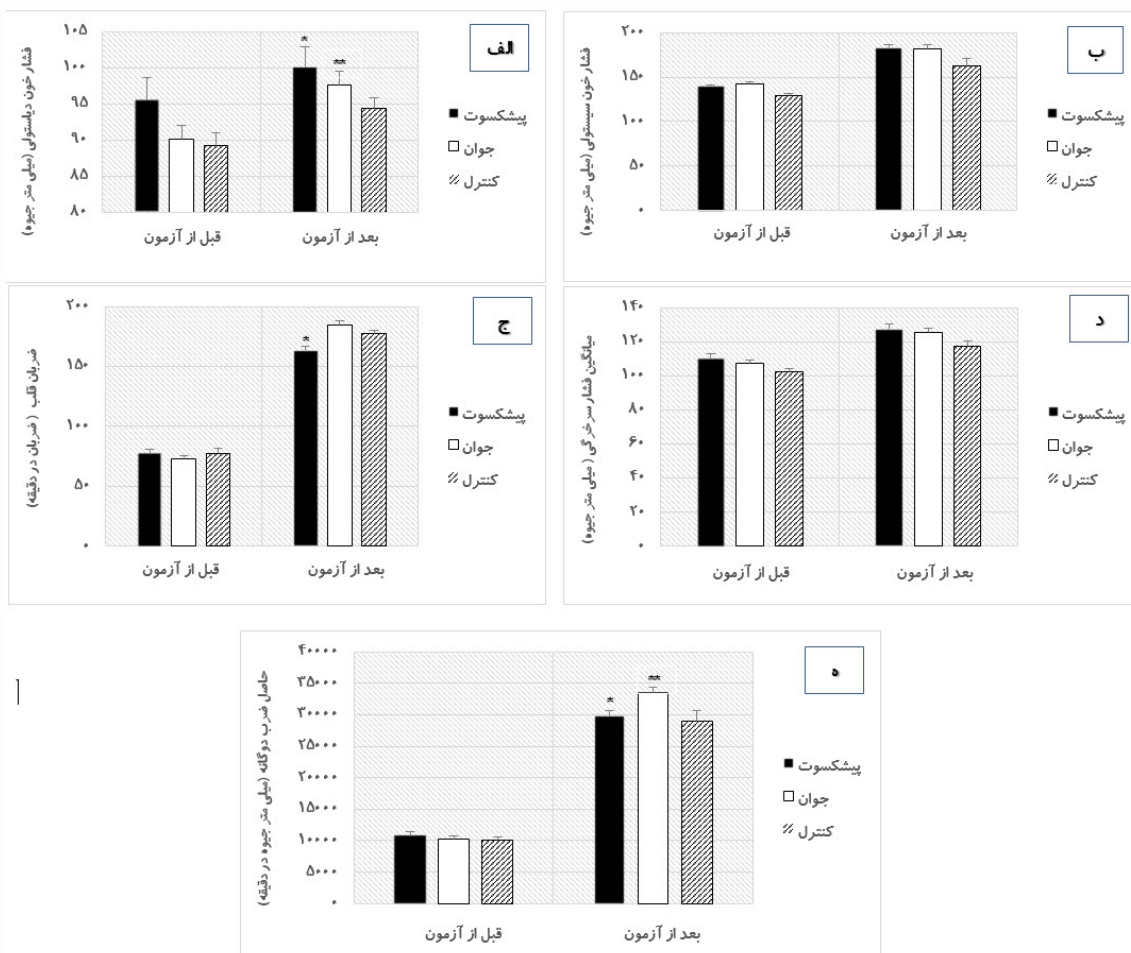 الف
فشار خون دیاستولی (میلی متر جیوه)
۱۰۵
۱۰۰
۹۵
۹۰
۸۵
۸۰
*
**
قبل از آزمون
بعد از آزمون
پیشکسوت
جوان
کنترل
ب
فشار خون سیستولی (میلی متر جیوه)
۲۰۰
۱۵۰
۱۰۰
۵۰
۰
قبل از آزمون
بعد از آزمون
پیشکسوت
جوان
کنترل
ج
ضربان قلب (ضربان در دقیقه)
۲۰۰
۱۵۰
۱۰۰
۵۰
۰
*
قبل از آزمون
بعد از آزمون
پیشکسوت
جوان
کنترل
د
میانگین فشار سرخرگی (میلی متر جیوه)
۱۴۰
۱۲۰
۱۰۰
۸۰
۶۰
۴۰
۲۰
۰
قبل از آزمون
بعد از آزمون
پیشکسوت
جوان
کنترل
ه
حاصل ضرب دوگانه (میلی متر جیوه در دقیقه)
۴۰۰۰۰
۳۵۰۰۰
۳۰۰۰۰
۲۵۰۰۰
۲۰۰۰۰
۱۵۰۰۰
۱۰۰۰۰
۵۰۰۰
۰
*
**
قبل از آزمون
بعد از آزمون
پیشکسوت
جوان
کنترل